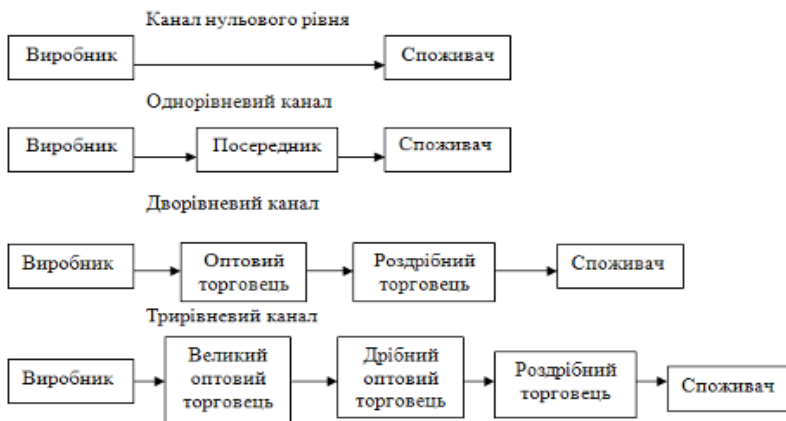 Канал нульового рівня
Виробник
Споживач
Однорівневий канал
Виробник
Посередник
Споживач
Дворівневий канал
Виробник
Оптовий
торговець
Роздрібний
торговець
Споживач
Трирівневий канал
Виробник
Великий
оптовий
торговець
Дрібний
оптовий
торговець
Роздрібний
торговець
Споживач